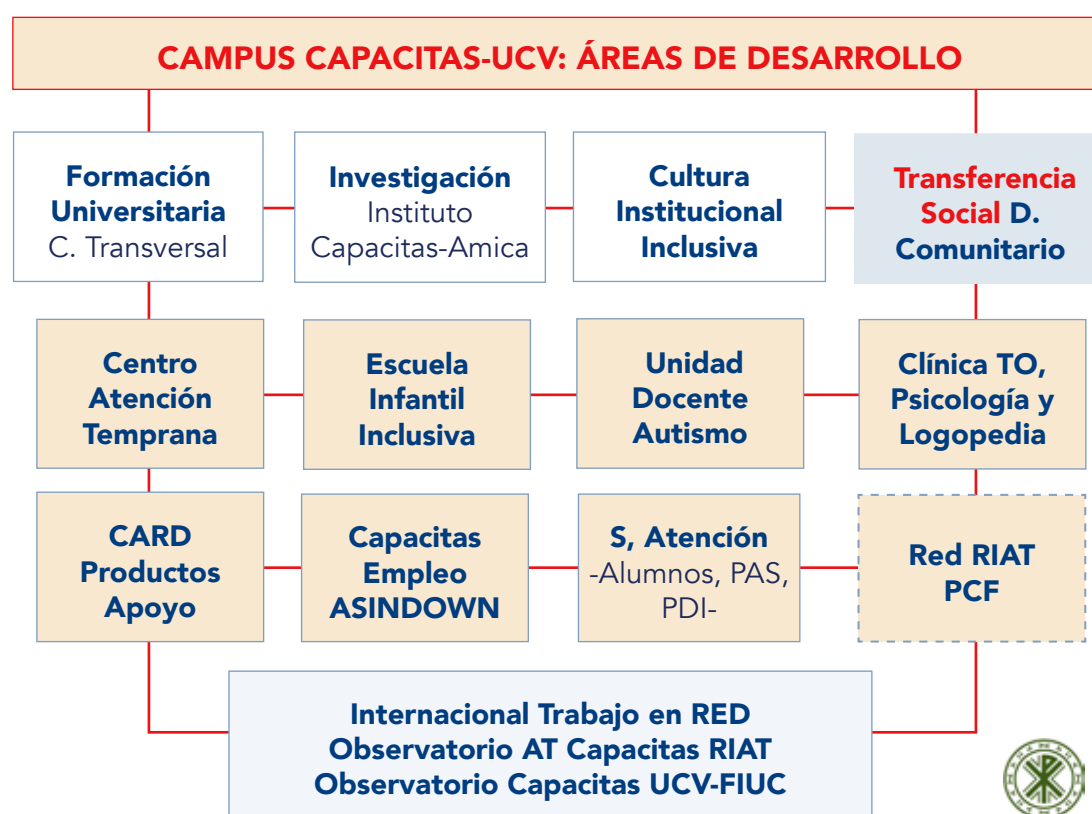 CAMPUS CAPACITAS-UCV: ÁREAS DE DESARROLLO
Formación
Universitaria
C. Transversal
Investigación
Instituto
Capacitas-Amica
Cultura
Institucional
Inclusiva
Transferencia
Social D.
Comunitario
Centro
Atención
Temprana
Escuela
Infantil
Inclusiva
Unidad
Docente
Autismo
Clínica TO,
Psicología y
Logopedia
CARD
Productos
Apoyo
Capacitas
Empleo
ASINDOWN
S, Atención
-Alumnos, PAS,
PDI-
Red RIAT
PCF
Internacional Trabajo en RED
Observatorio AT Capacitas RIAT
Observatorio Capacitas UCV-FIUC